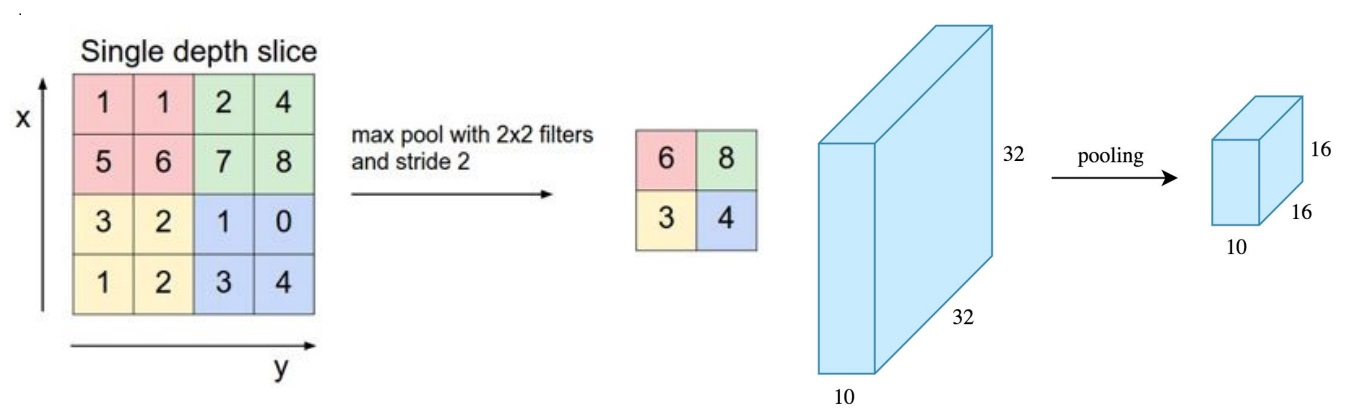 .
Single depth slice
x
1 1 2 4
5 6 7 8
3 2 1 0
1 2 3 4
y
max pool with 2x2 filters
and stride 2
6 8
3 4
32
32
10
pooling
16
16
10